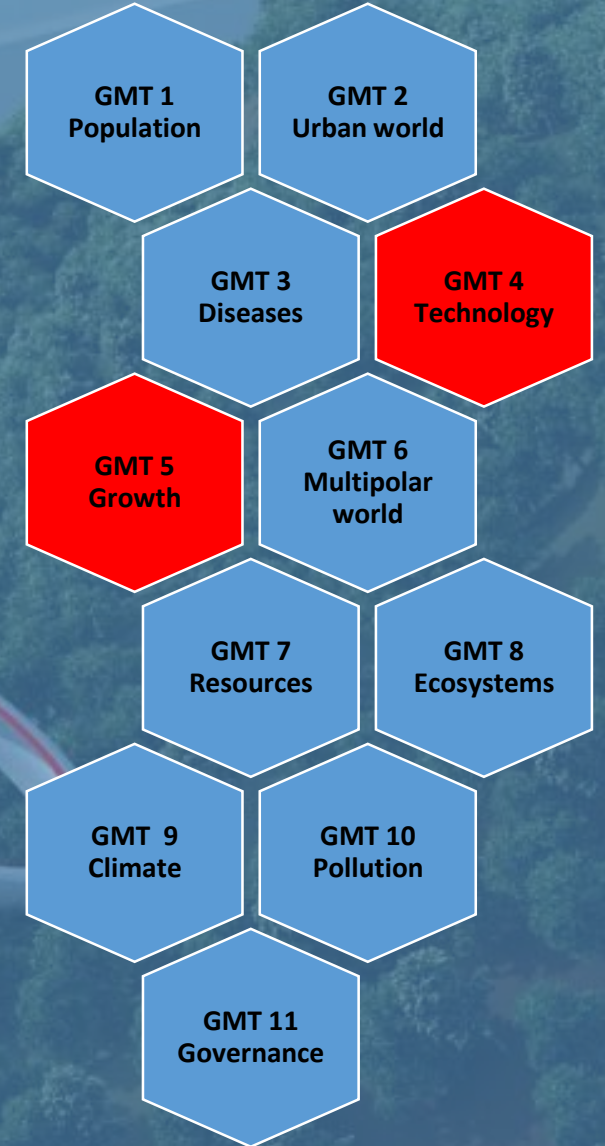 GMT 1
Population
GMT 2
Urban world
GMT 3
Diseases
GMT 4
Technology
GMT 5
Growth
GMT 6
Multipolar
world
GMT 7
Resources
GMT 8
Ecosystems
GMT 9
Climate
GMT 10
Pollution
GMT 11
Governance